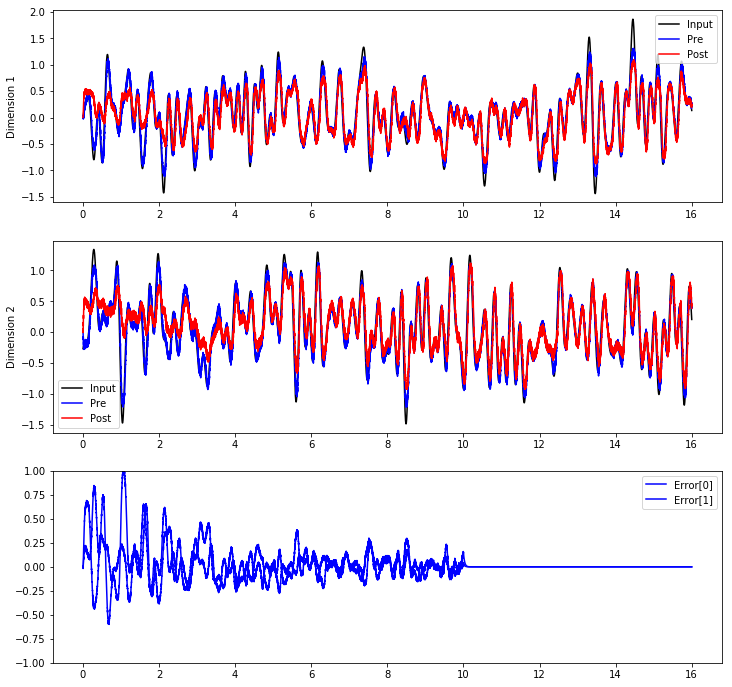 2.0
1.5
1.0
0.5
0.0
−0.5
−1.0
−1.5
Dimension 1
Input
Pre
Post
0 2 4 6 8 10 12 14 16
1.0
0.5
0.0
−0.5
−1.0
−1.5
Dimension 2
Input
Pre
Post
0 2 4 6 8 10 12 14 16
1.00
0.75
0.50
0.25
0.00
−0.25
−0.50
−0.75
−1.00
Error[0]
Error[1]
0 2 4 6 8 10 12 14 16